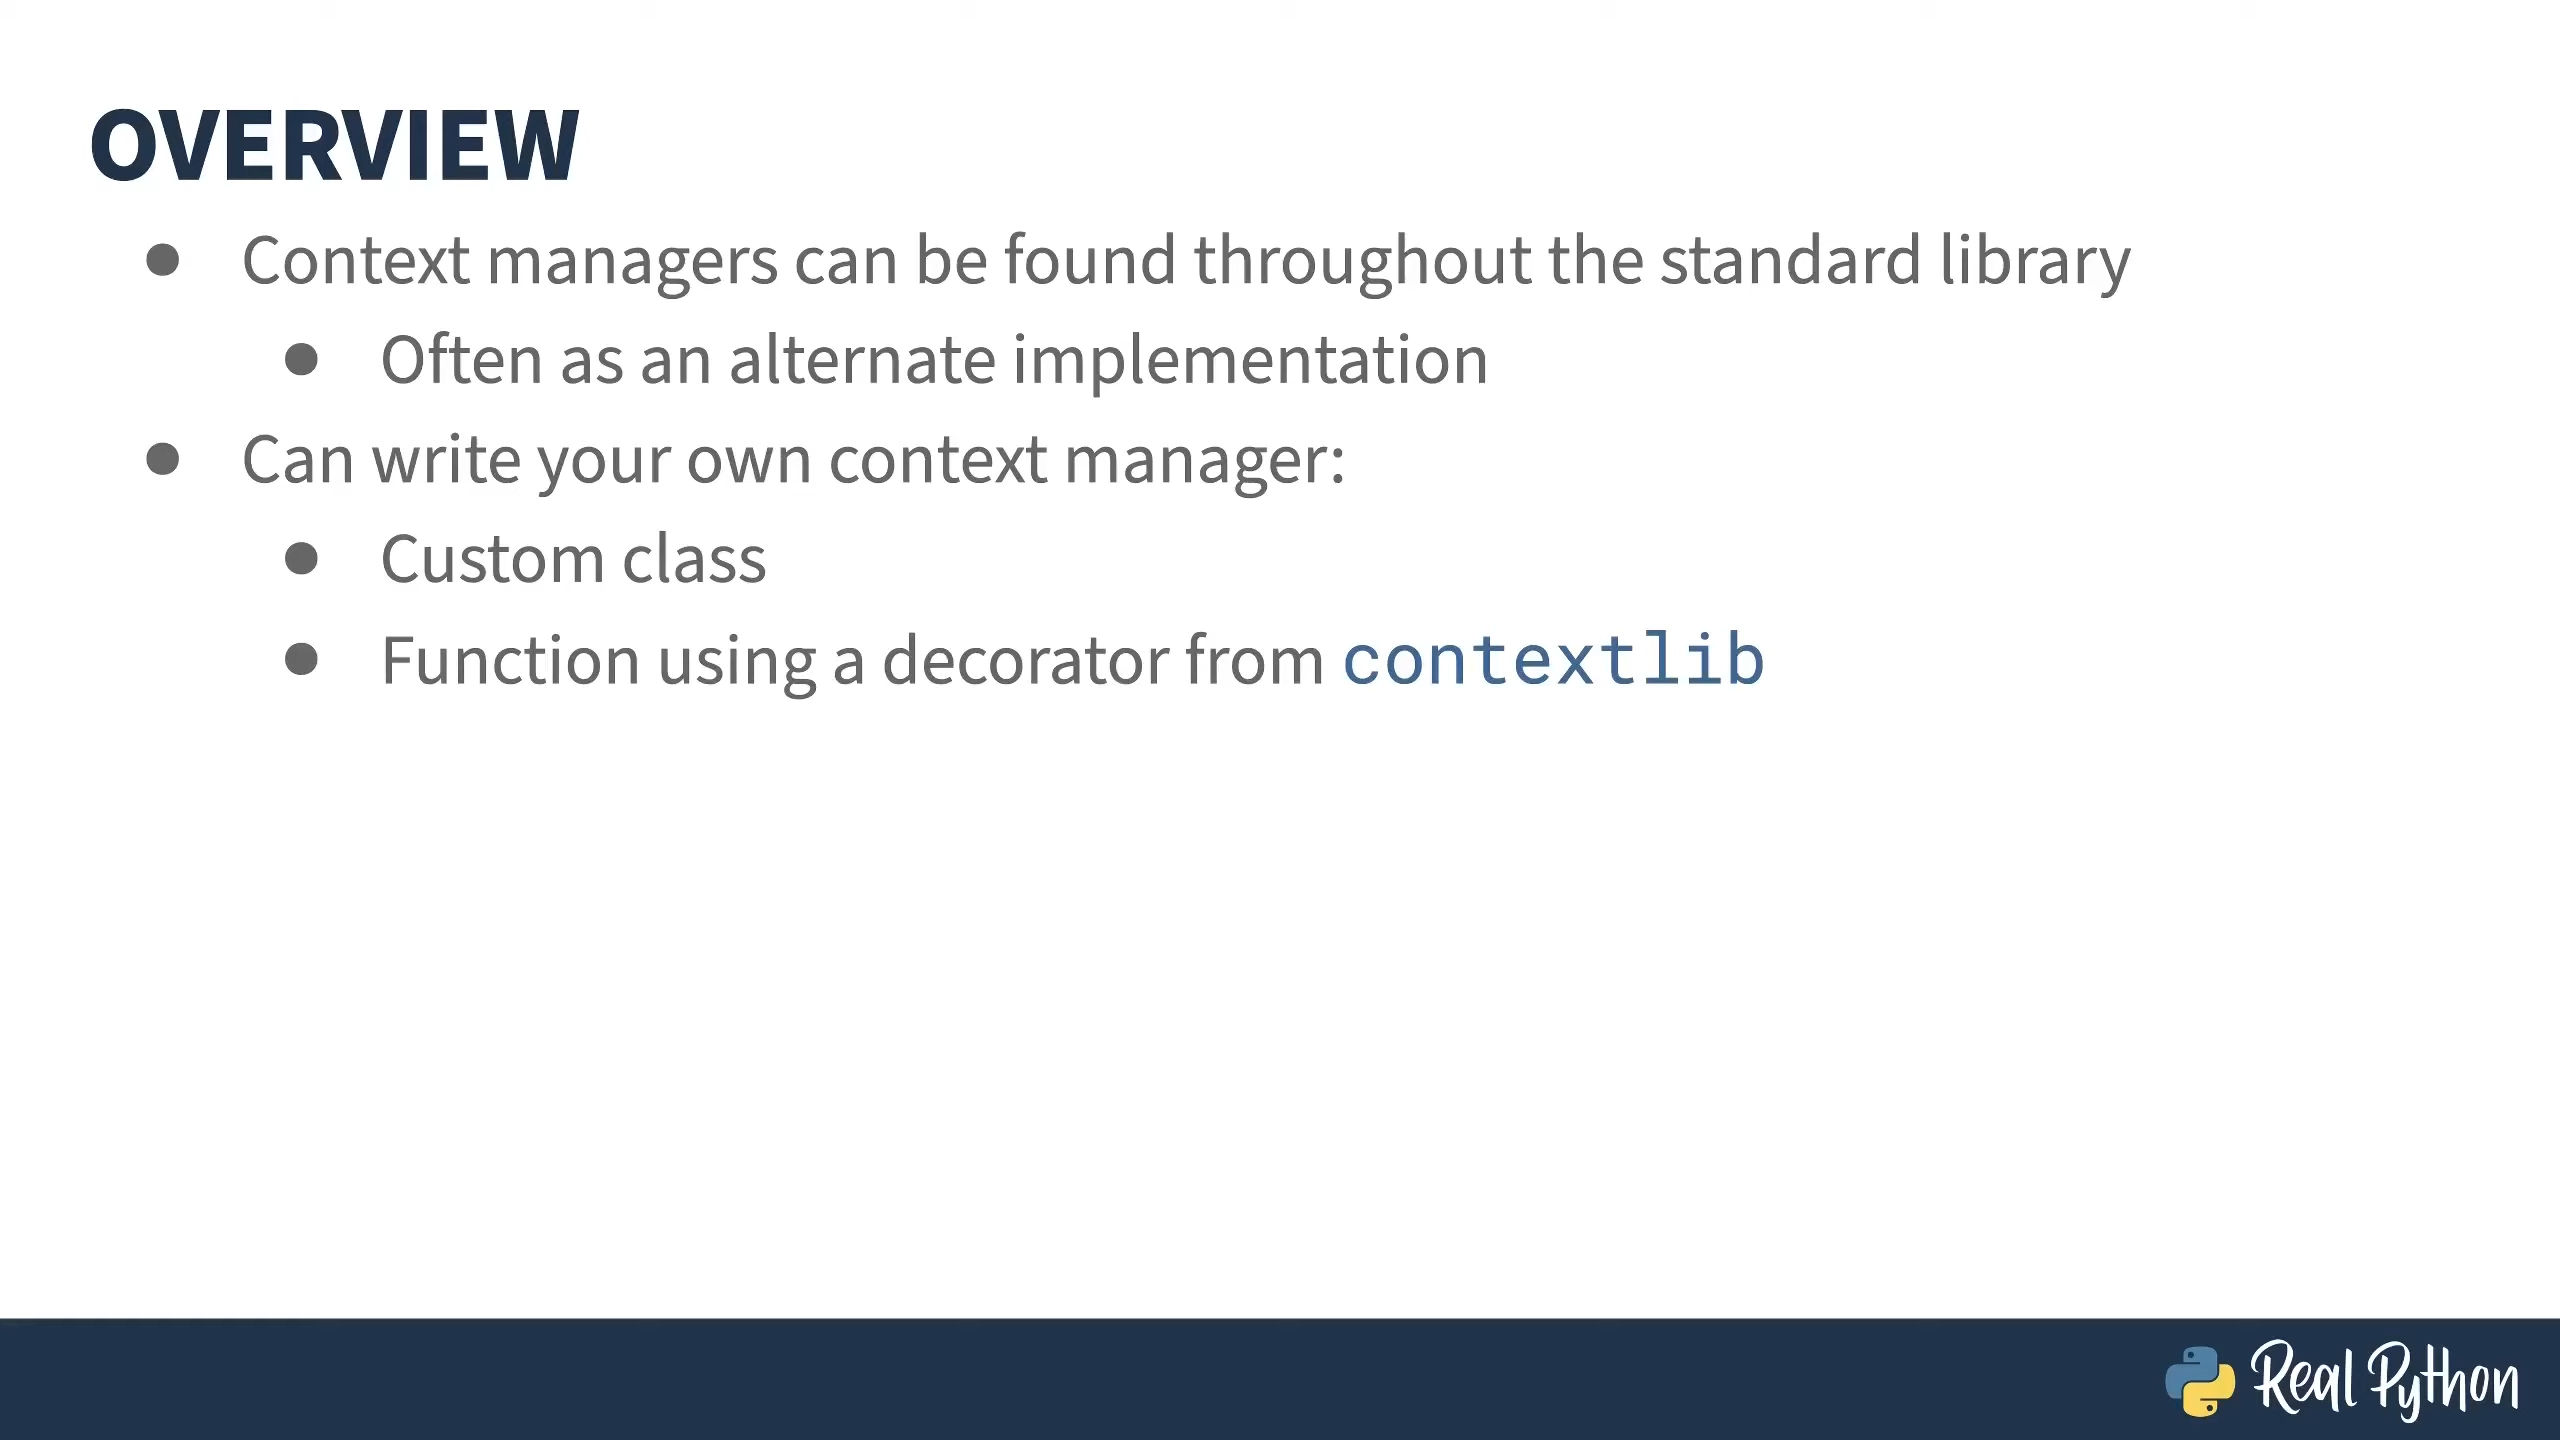 OVERVIEW
● Context managers can be found throughout the standard library
● Often as an alternate implementation
● Can write your own context manager:
● Custom class
● Function using a decorator from contextlib
Real Python